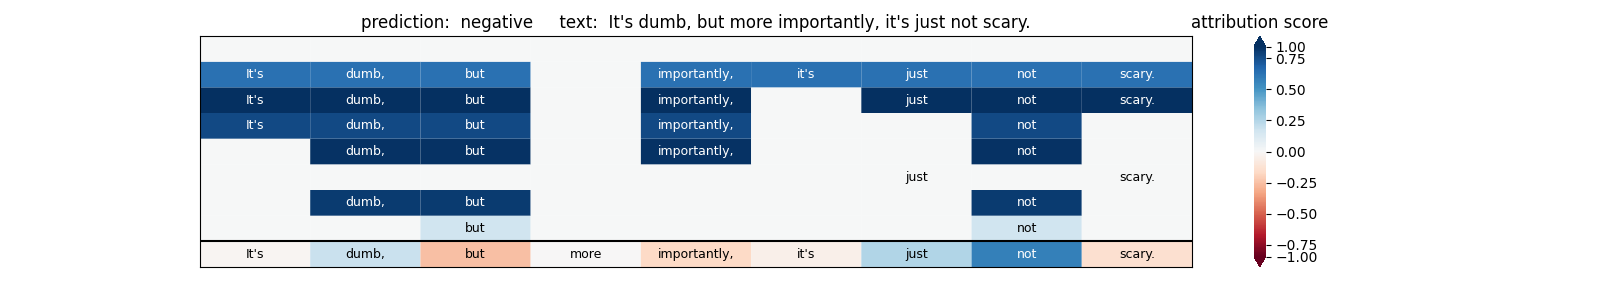 prediction:  negative      text:  It's dumb, but more importantly, it's just not scary.
attribution score
It's dumb, but importantly, it's just not scary.
It's dumb, but importantly, just not scary.
It's dumb, but importantly, not
dumb, but importantly, not
just scary.
dumb, but not
but not
It's dumb, but more importantly, it's just not scary.
1.00
0.75
0.50
0.25
0.00
−0.25
−0.50
−0.75
−1.00